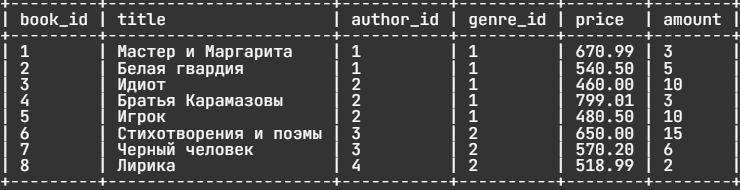 +---------+-----------------------+-----------+----------+--------+--------+
| book_id | title                 | author_id | genre_id | price  | amount |
+---------+-----------------------+-----------+----------+--------+--------+
| 1       | Мастер и Маргарита    | 1         | 1        | 670.99 | 3      |
| 2       | Белая гвардия         | 1         | 1        | 540.50 | 5      |
| 3       | Идиот                 | 2         | 1        | 460.00 | 10     |
| 4       | Братья Карамазовы     | 2         | 1        | 799.01 | 3      |
| 5       | Игрок                 | 2         | 1        | 480.50 | 10     |
| 6       | Стихотворения и поэмы | 3         | 2        | 650.00 | 15     |
| 7       | Черный человек        | 3         | 2        | 570.20 | 6      |
| 8       | Лирика                | 4         | 2        | 518.99 | 2      |
+---------+-----------------------+-----------+----------+--------+--------+